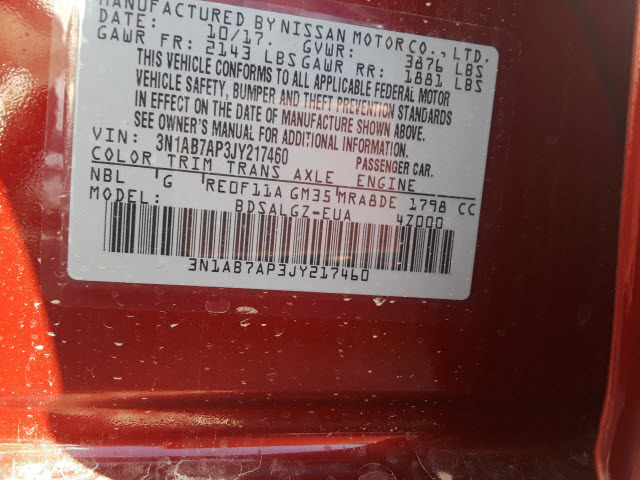 MANUFACTURED BY NISSAN MOTOR CO., LTD.
DATE: 10/17. GVWR: 3876 LBS
GAWR FR: 2143 LBS GAWR RR: 1881 LBS
THIS VEHICLE CONFORMS TO ALL APPLICABLE FEDERAL MOTOR
VEHICLE SAFETY, BUMPER AND THEFT PREVENTION STANDARDS
IN EFFECT ON THE DATE OF MANUFACTURE SHOWN ABOVE.
SEE OWNER'S MANUAL FOR ADDITIONAL INFORMATION.
VIN: 3N1AB7AP3JY217460 PASSENGER CAR.
COLOR TRIM TRANS AXLE ENGINE
NBL G RE0F11A GM35 MRA8DE 1798 CC
MODEL: BDSALGZ-EUA 4Z000
3N1AB7AP3JY217460